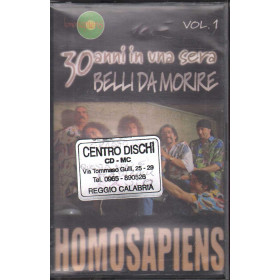 VOL. 1
30 anni in una sera
BELLI DA MORIRE
CENTRO DISCHI
CD - MC
Via Tommaso Gulli, 25 - 29
Tel. 0965 - 890526
REGGIO CALABRIA
HOMOSAPIENS